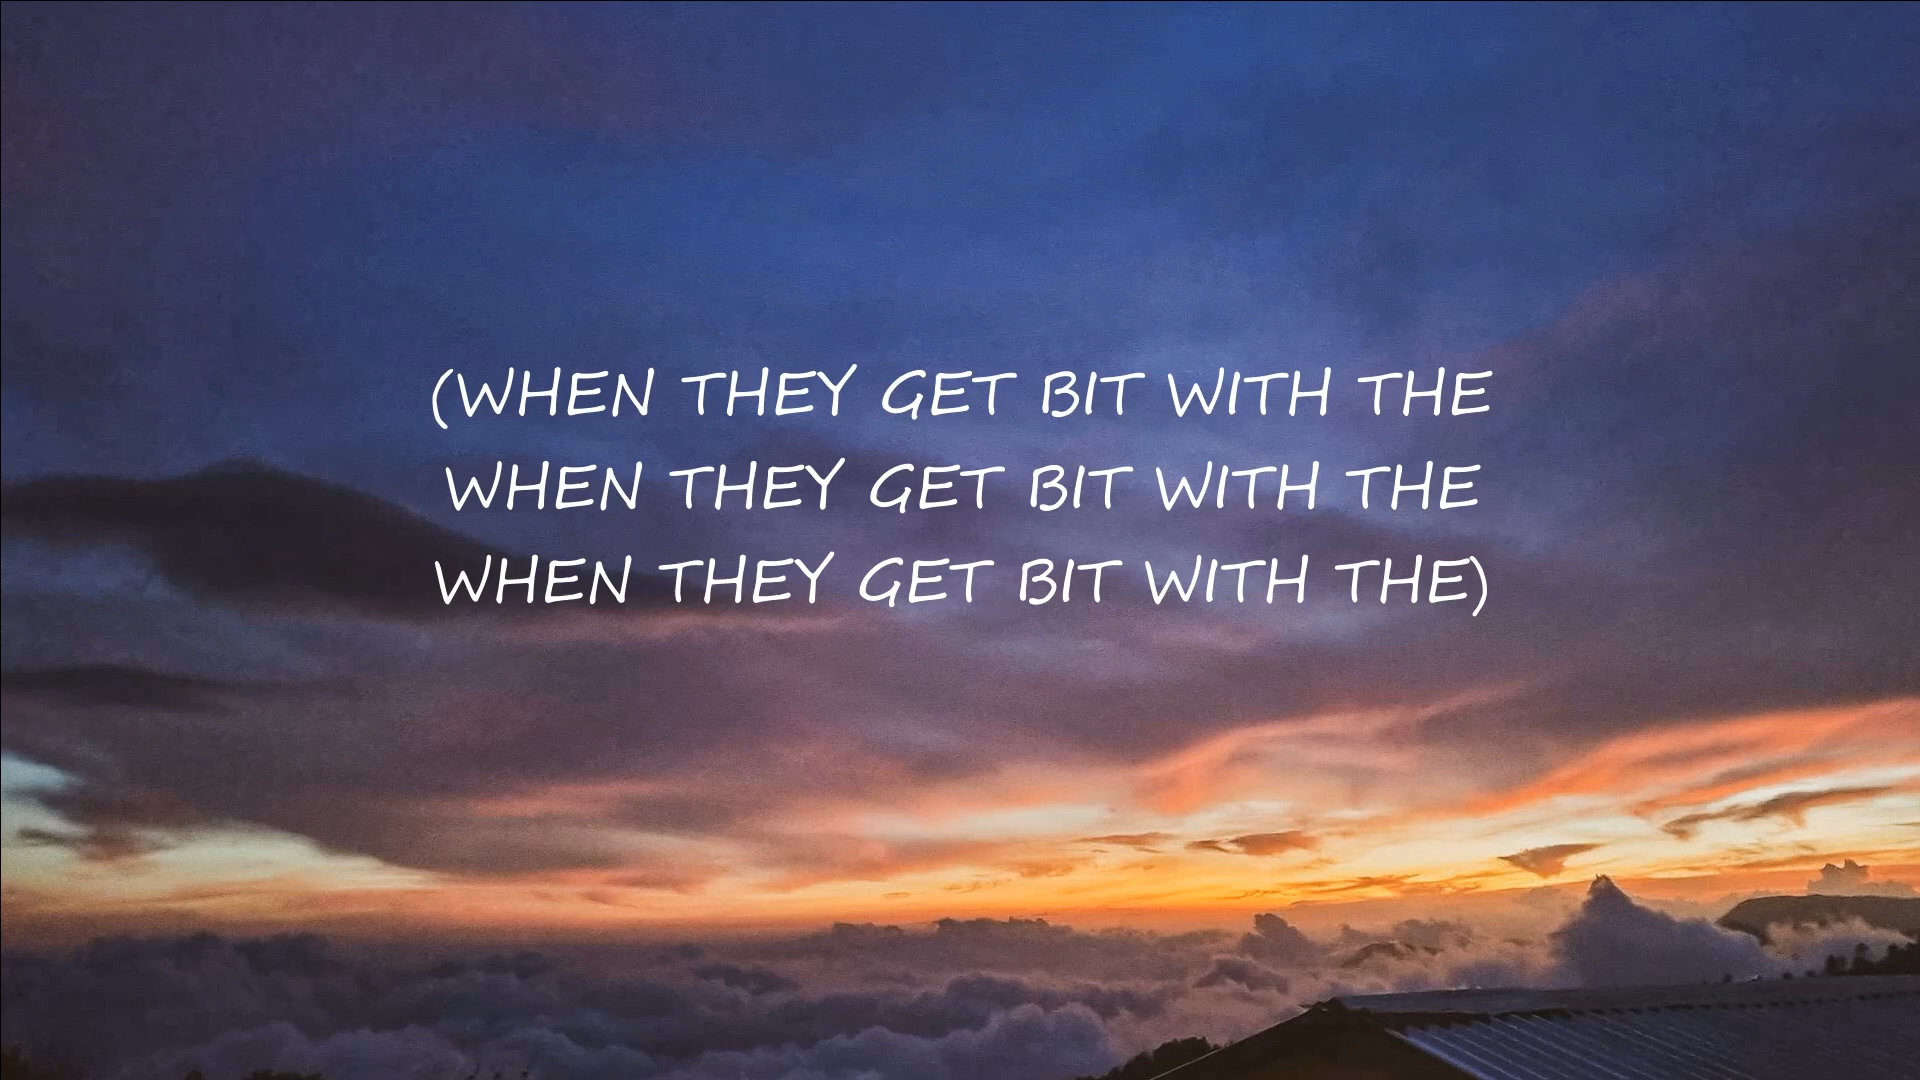 (WHEN THEY GET BIT WITH THE
WHEN THEY GET BIT WITH THE
WHEN THEY GET BIT WITH THE)